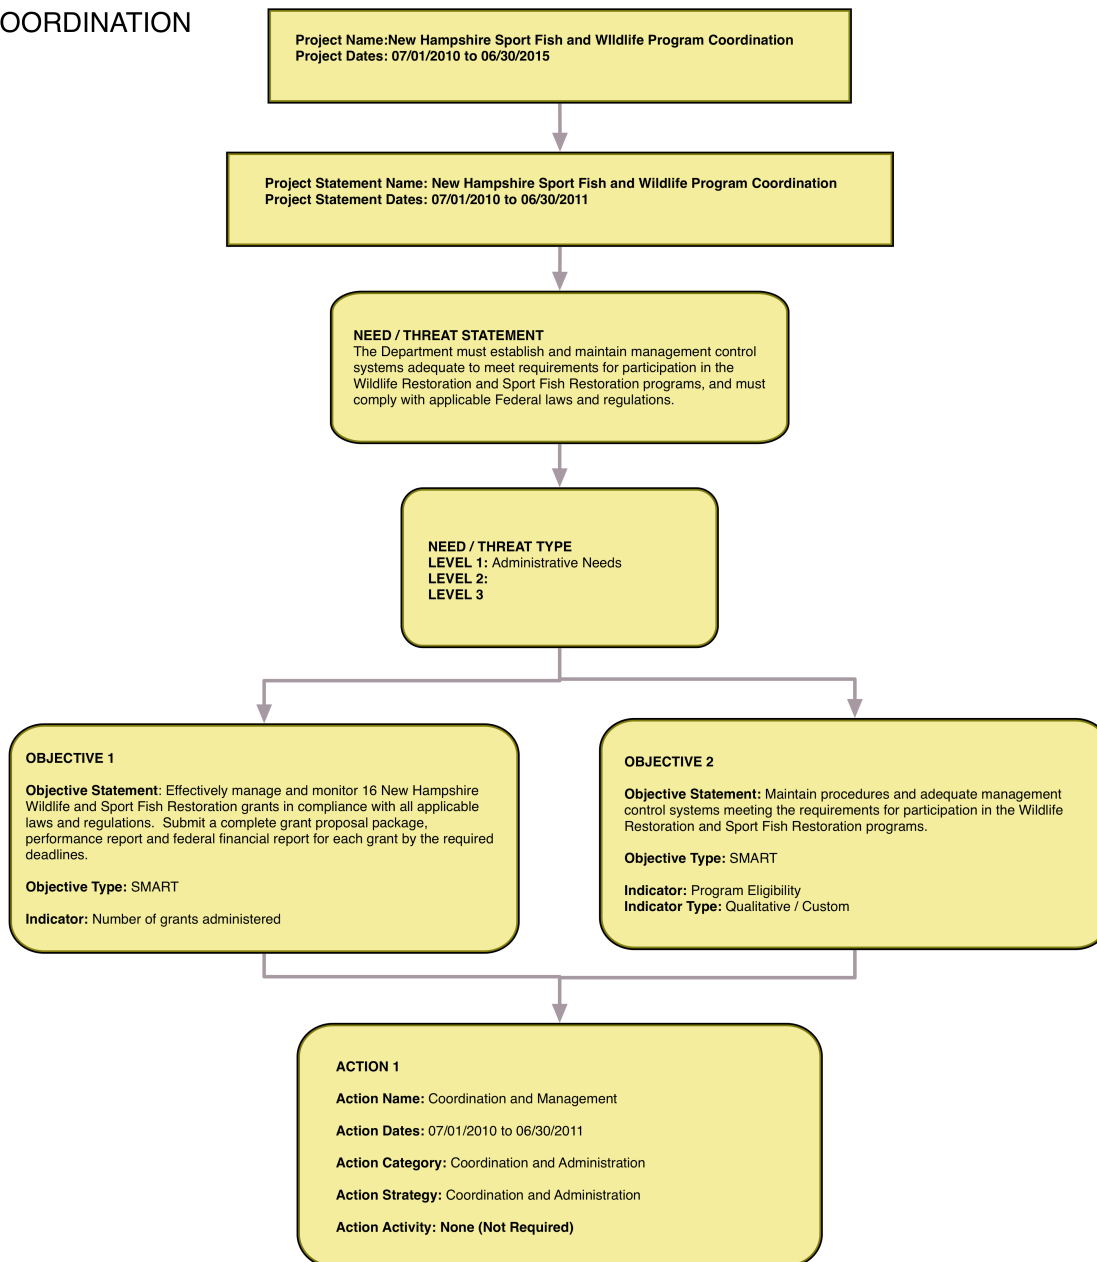 OORDINATION
Project Name:New Hampshire Sport Fish and WIldlife Program Coordination
Project Dates: 07/01/2010 to 06/30/2015
Project Statement Name: New Hampshire Sport Fish and Wildlife Program Coordination
Project Statement Dates: 07/01/2010 to 06/30/2011
NEED / THREAT STATEMENT
The Department must establish and maintain management control
systems adequate to meet requirements for participation in the
Wildlife Restoration and Sport Fish Restoration programs, and must
comply with applicable Federal laws and regulations.
NEED / THREAT TYPE
LEVEL 1: Administrative Needs
LEVEL 2:
LEVEL 3
OBJECTIVE 1
Objective Statement: Effectively manage and monitor 16 New Hampshire
Wildlife and Sport Fish Restoration grants in compliance with all applicable
laws and regulations.  Submit a complete grant proposal package,
performance report and federal financial report for each grant by the required
deadlines.
Objective Type: SMART
Indicator: Number of grants administered
OBJECTIVE 2
Objective Statement: Maintain procedures and adequate management
control systems meeting the requirements for participation in the Wildlife
Restoration and Sport Fish Restoration programs.
Objective Type: SMART
Indicator: Program Eligibility
Indicator Type: Qualitative / Custom
ACTION 1
Action Name: Coordination and Management
Action Dates: 07/01/2010 to 06/30/2011
Action Category: Coordination and Administration
Action Strategy: Coordination and Administration
Action Activity: None (Not Required)